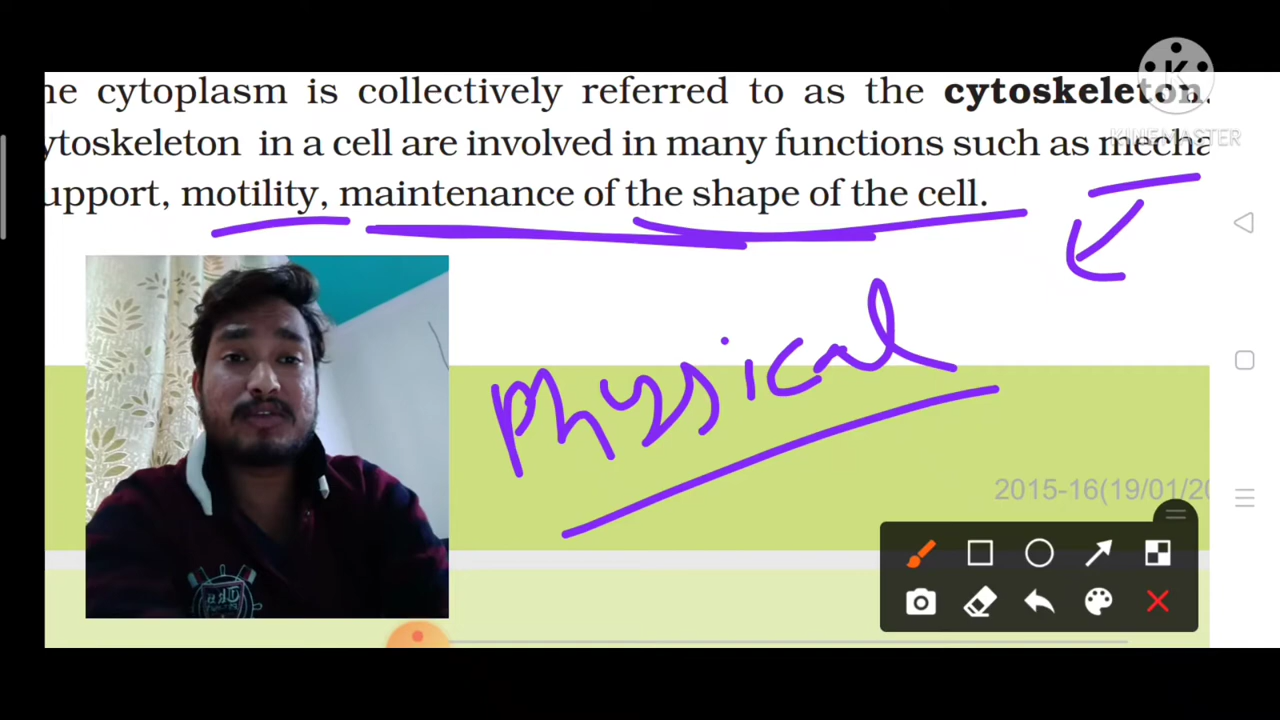 he cytoplasm is collectively referred to as the cytoskeleton.
ytoskeleton in a cell are involved in many functions such as mecha
upport, motility, maintenance of the shape of the cell.
KINEMASTER
K
Physical
2015-16(19/01/20